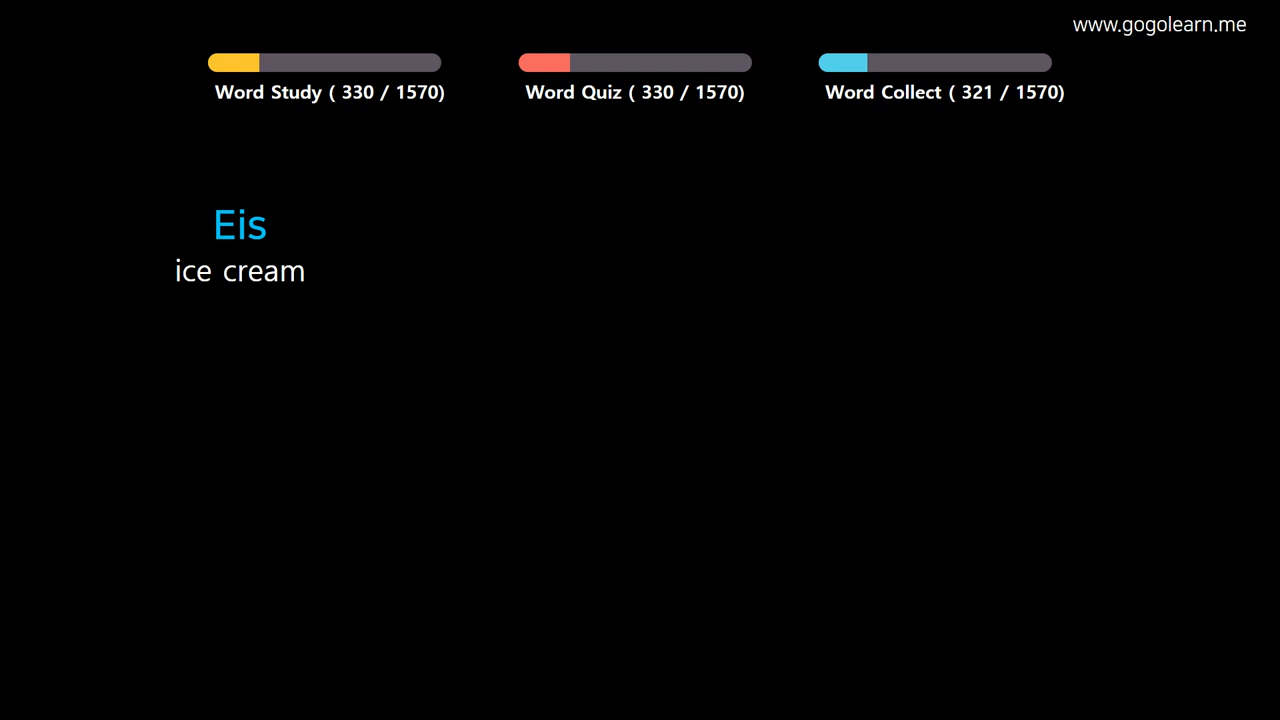 www.gogolearn.me
Word Study ( 330 / 1570)
Word Quiz ( 330 / 1570)
Word Collect ( 321 / 1570)
Eis
ice cream